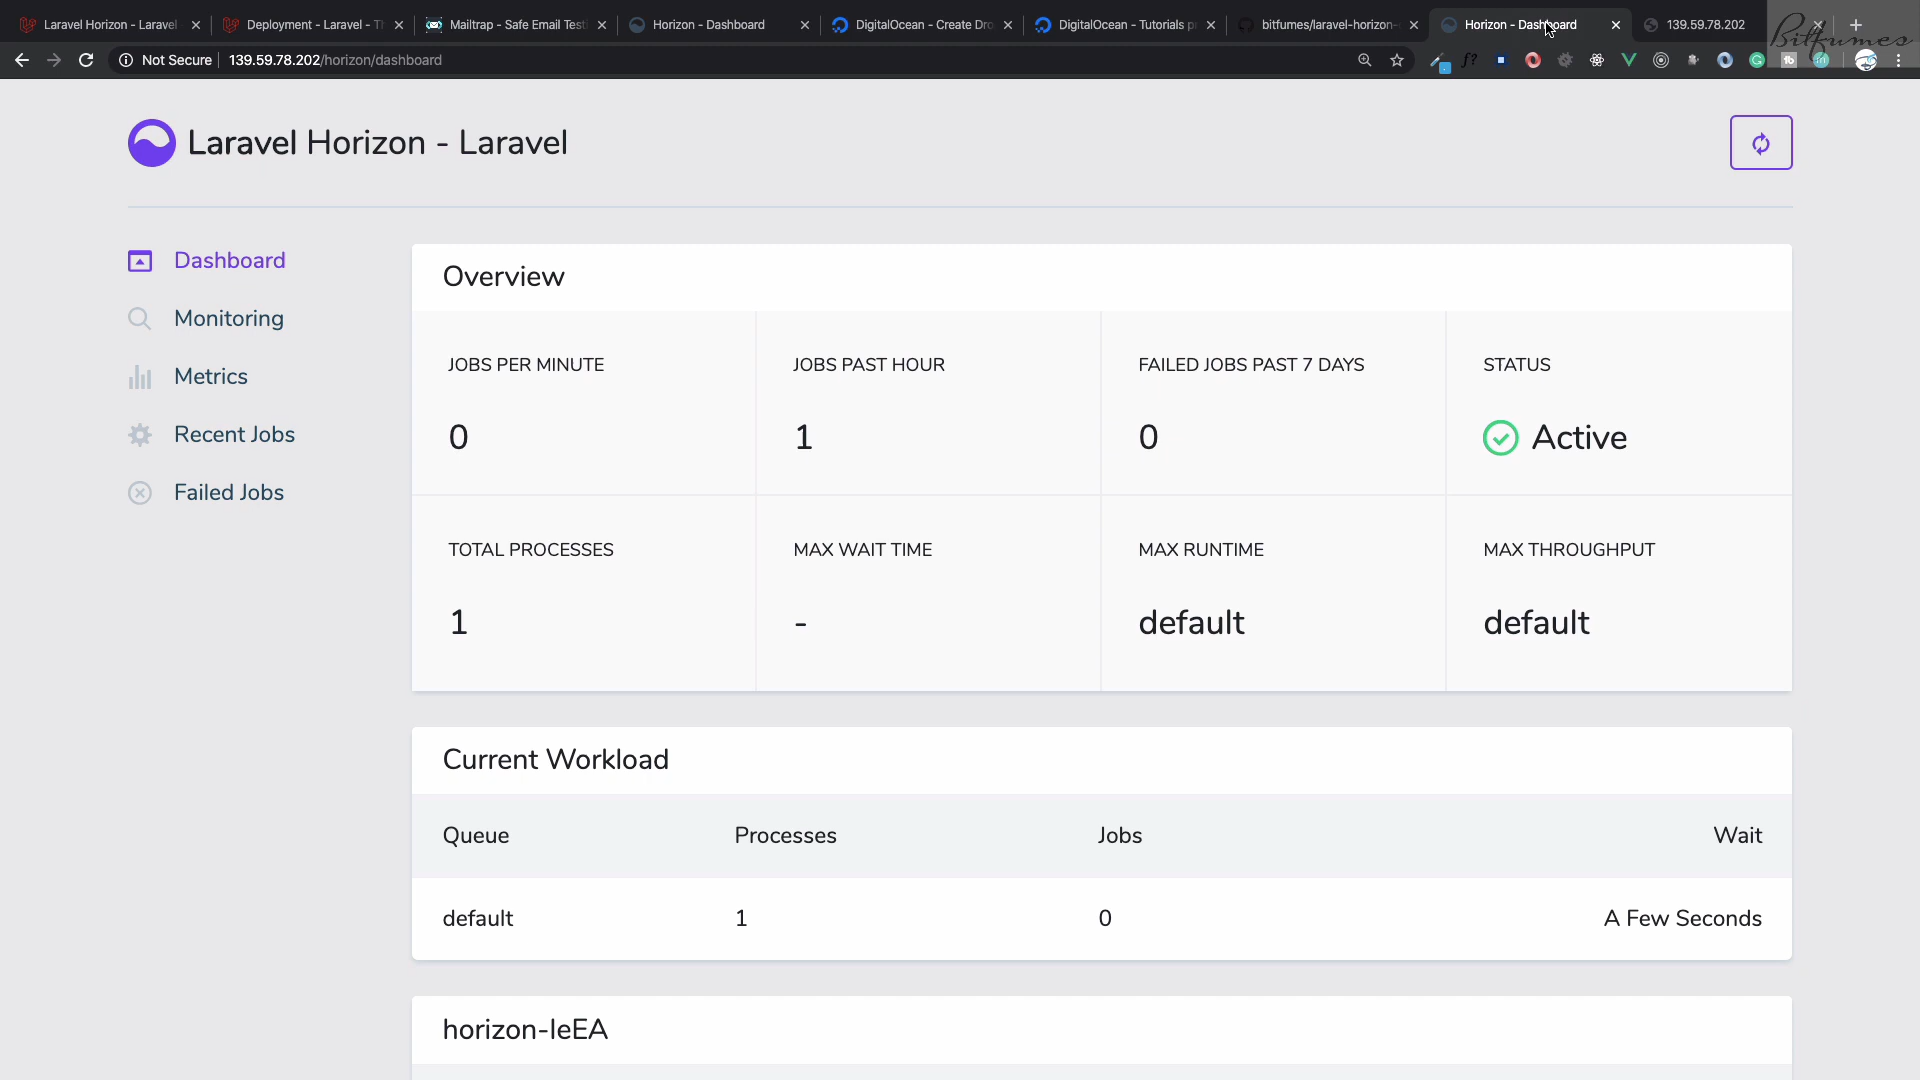 Laravel Horizon - Laravel
Deployment - Laravel - Th
Mailtrap - Safe Email Test
Horizon - Dashboard
DigitalOcean - Create Dro
DigitalOcean - Tutorials p
bitfumes/laravel-horizon-
Horizon - Dashboard
139.59.78.202
Bitfumes
Not Secure
139.59.78.202/horizon/dashboard
f?
tb
Laravel Horizon - Laravel
Dashboard
Monitoring
Metrics
Recent Jobs
Failed Jobs
Overview
JOBS PER MINUTE
JOBS PAST HOUR
FAILED JOBS PAST 7 DAYS
STATUS
0
1
0
Active
TOTAL PROCESSES
MAX WAIT TIME
MAX RUNTIME
MAX THROUGHPUT
1
-
default
default
Current Workload
Queue Processes Jobs Wait
default 1 0 A Few Seconds
horizon-IeEA